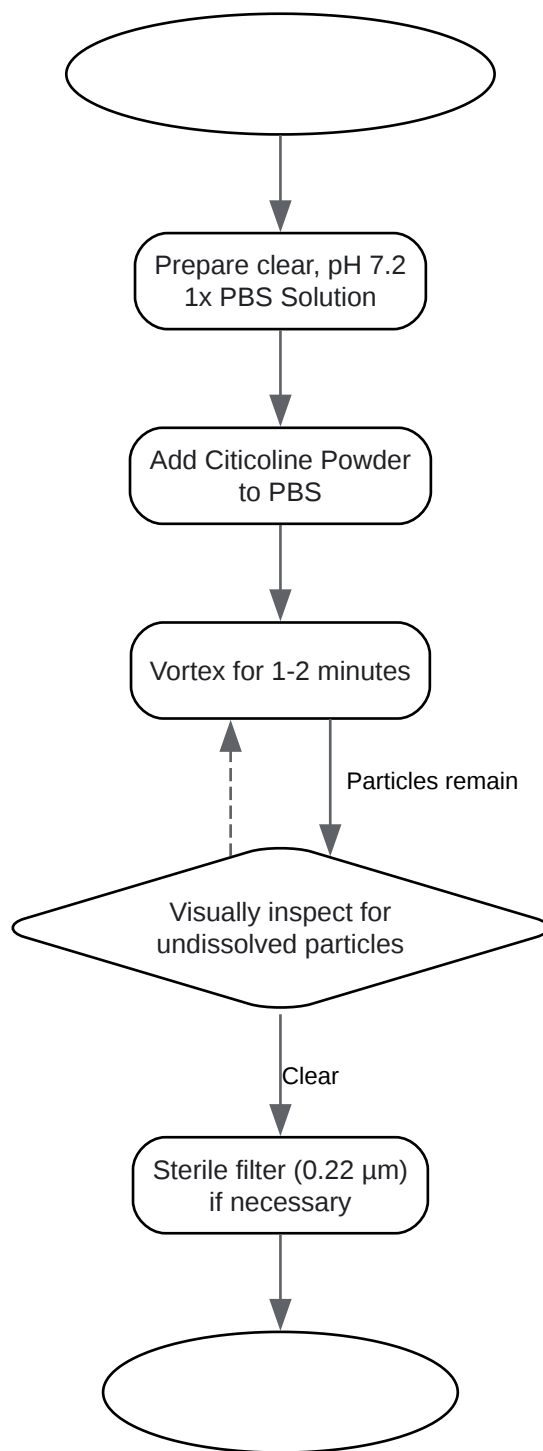 Prepare clear, pH 7.2
1x PBS Solution
Add Citicoline Powder
to PBS
Vortex for 1-2 minutes
Particles remain
Visually inspect for
undissolved particles
Clear
Sterile filter (0.22 µm)
if necessary